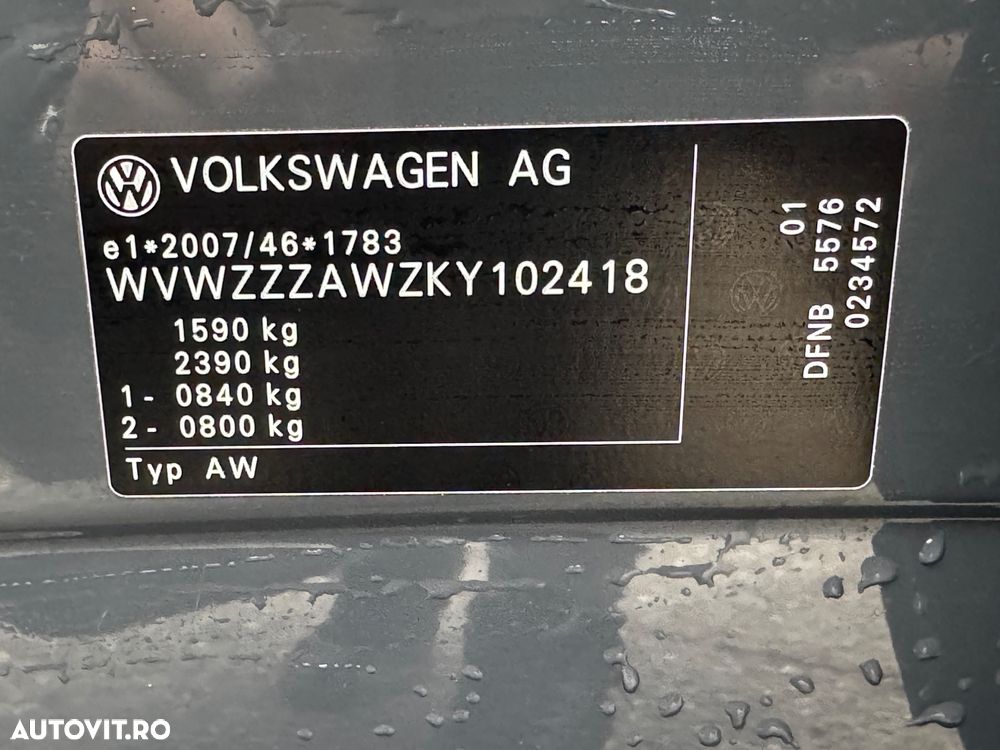 VOLKSWAGEN AG
e1*2007/46*1783
WVWZZZAWZKY102418
1590 kg
2390 kg
1- 0840 kg
2- 0800 kg
Typ AW
01
DFNB 5576
0234572
AUTOVIT.RO